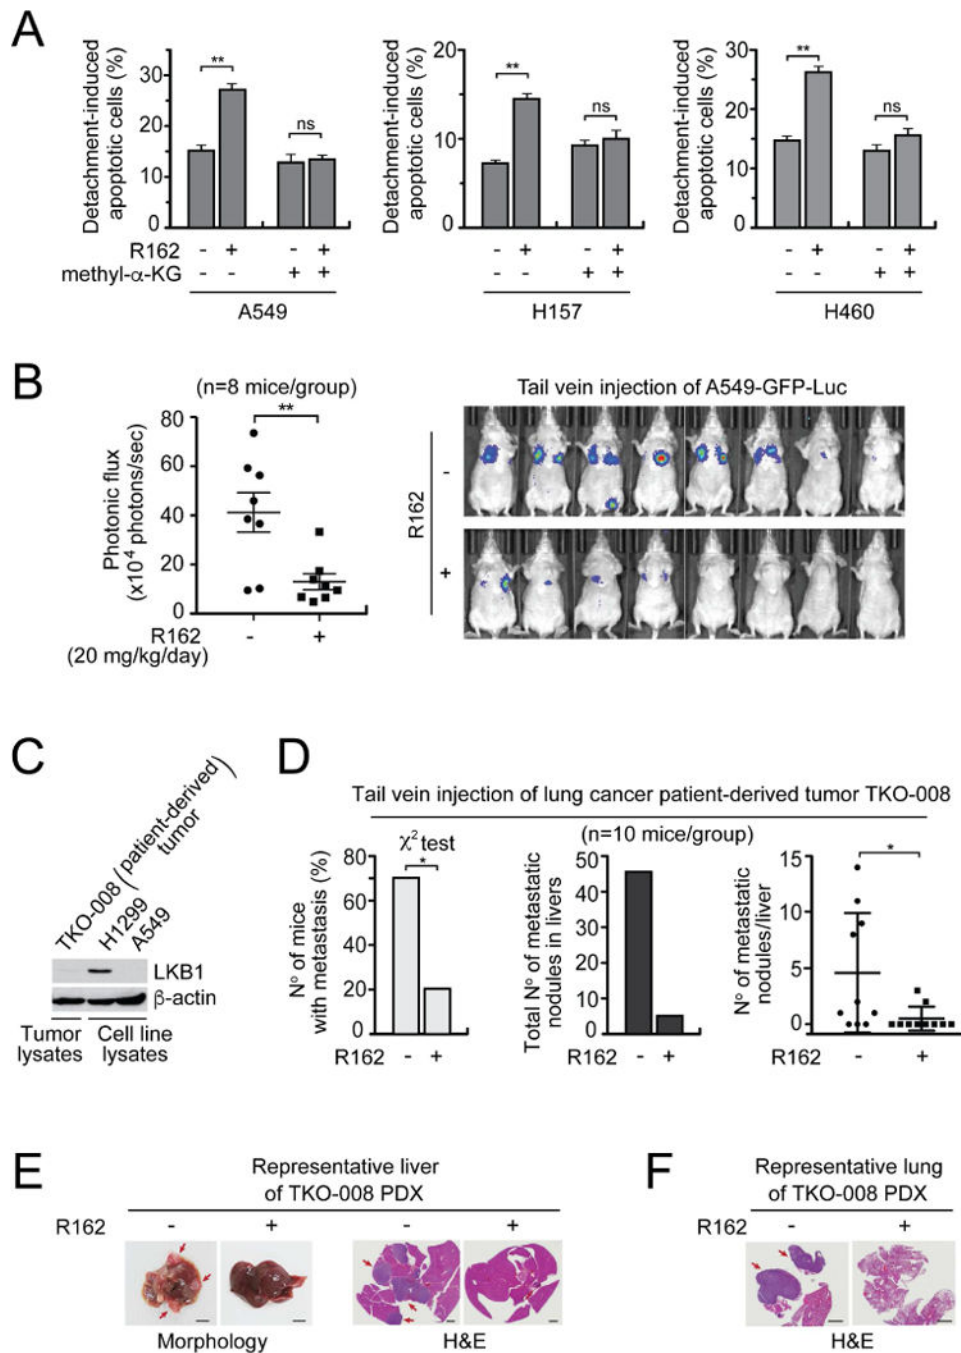 A
Detachment-induced
apoptotic cells (%)
30
20
10
0
**
ns
R162 - + - +
methyl-α-KG - - + +
A549
Detachment-induced
apoptotic cells (%)
20
10
0
**
ns
- + - +
- - + +
H157
Detachment-induced
apoptotic cells (%)
30
20
10
0
**
ns
- + - +
- - + +
H460
B
(n=8 mice/group)
**
Photonic flux
(x10⁴ photons/sec)
80
60
40
20
0
- +
R162
(20 mg/kg/day)
Tail vein injection of A549-GFP-Luc
R162
-
+
C
TKO-008 (patient-derived tumor)
H1299
A549
LKB1
β-actin
Tumor lysates
Cell line lysates
D
Tail vein injection of lung cancer patient-derived tumor TKO-008
(n=10 mice/group)
χ² test
*
Nº of mice
with metastasis (%)
80
60
40
20
0
R162 - +
Total Nº of metastatic
nodules in livers
50
40
30
20
10
0
R162 - +
*
Nº of metastatic
nodules/liver
15
10
5
0
R162 - +
E
Representative liver
of TKO-008 PDX
R162 - + - +
Morphology H&E
F
Representative lung
of TKO-008 PDX
R162 - +
H&E